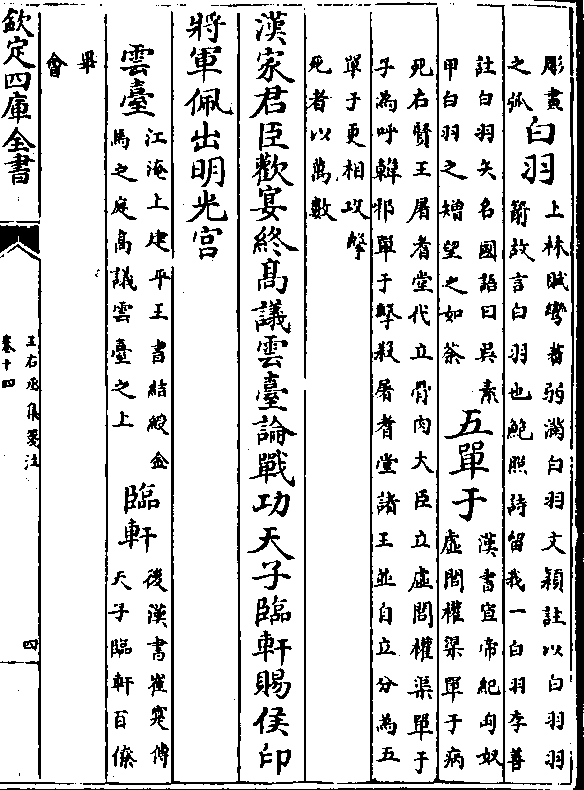 彫畫
之弧
白羽
上林賦彎蕃弱滿白羽文穎註以白羽羽
箭故言白羽也鮑照詩留我一白羽李善
註白羽矢名國語曰吳素
甲白羽之矰望之如荼
五單于
漢書宣帝紀匈奴
虛閭權渠單于病
死右賢王屠耆堂代立骨肉大臣立虛閭權渠單于
子為呼韓邪單于擊殺屠耆堂諸王並自立分為五
單于更相攻擊
死者以萬數
漢家君臣歡宴終高議雲臺論戰功天子臨軒賜侯印
將軍佩出明光宮
雲臺
江淹上建平王書結綬金
馬之庭高議雲臺之上
臨軒
後漢書崔寔傳
天子臨軒百僚
畢
會
欽定四庫全書
王右丞集箋注
卷十四
四